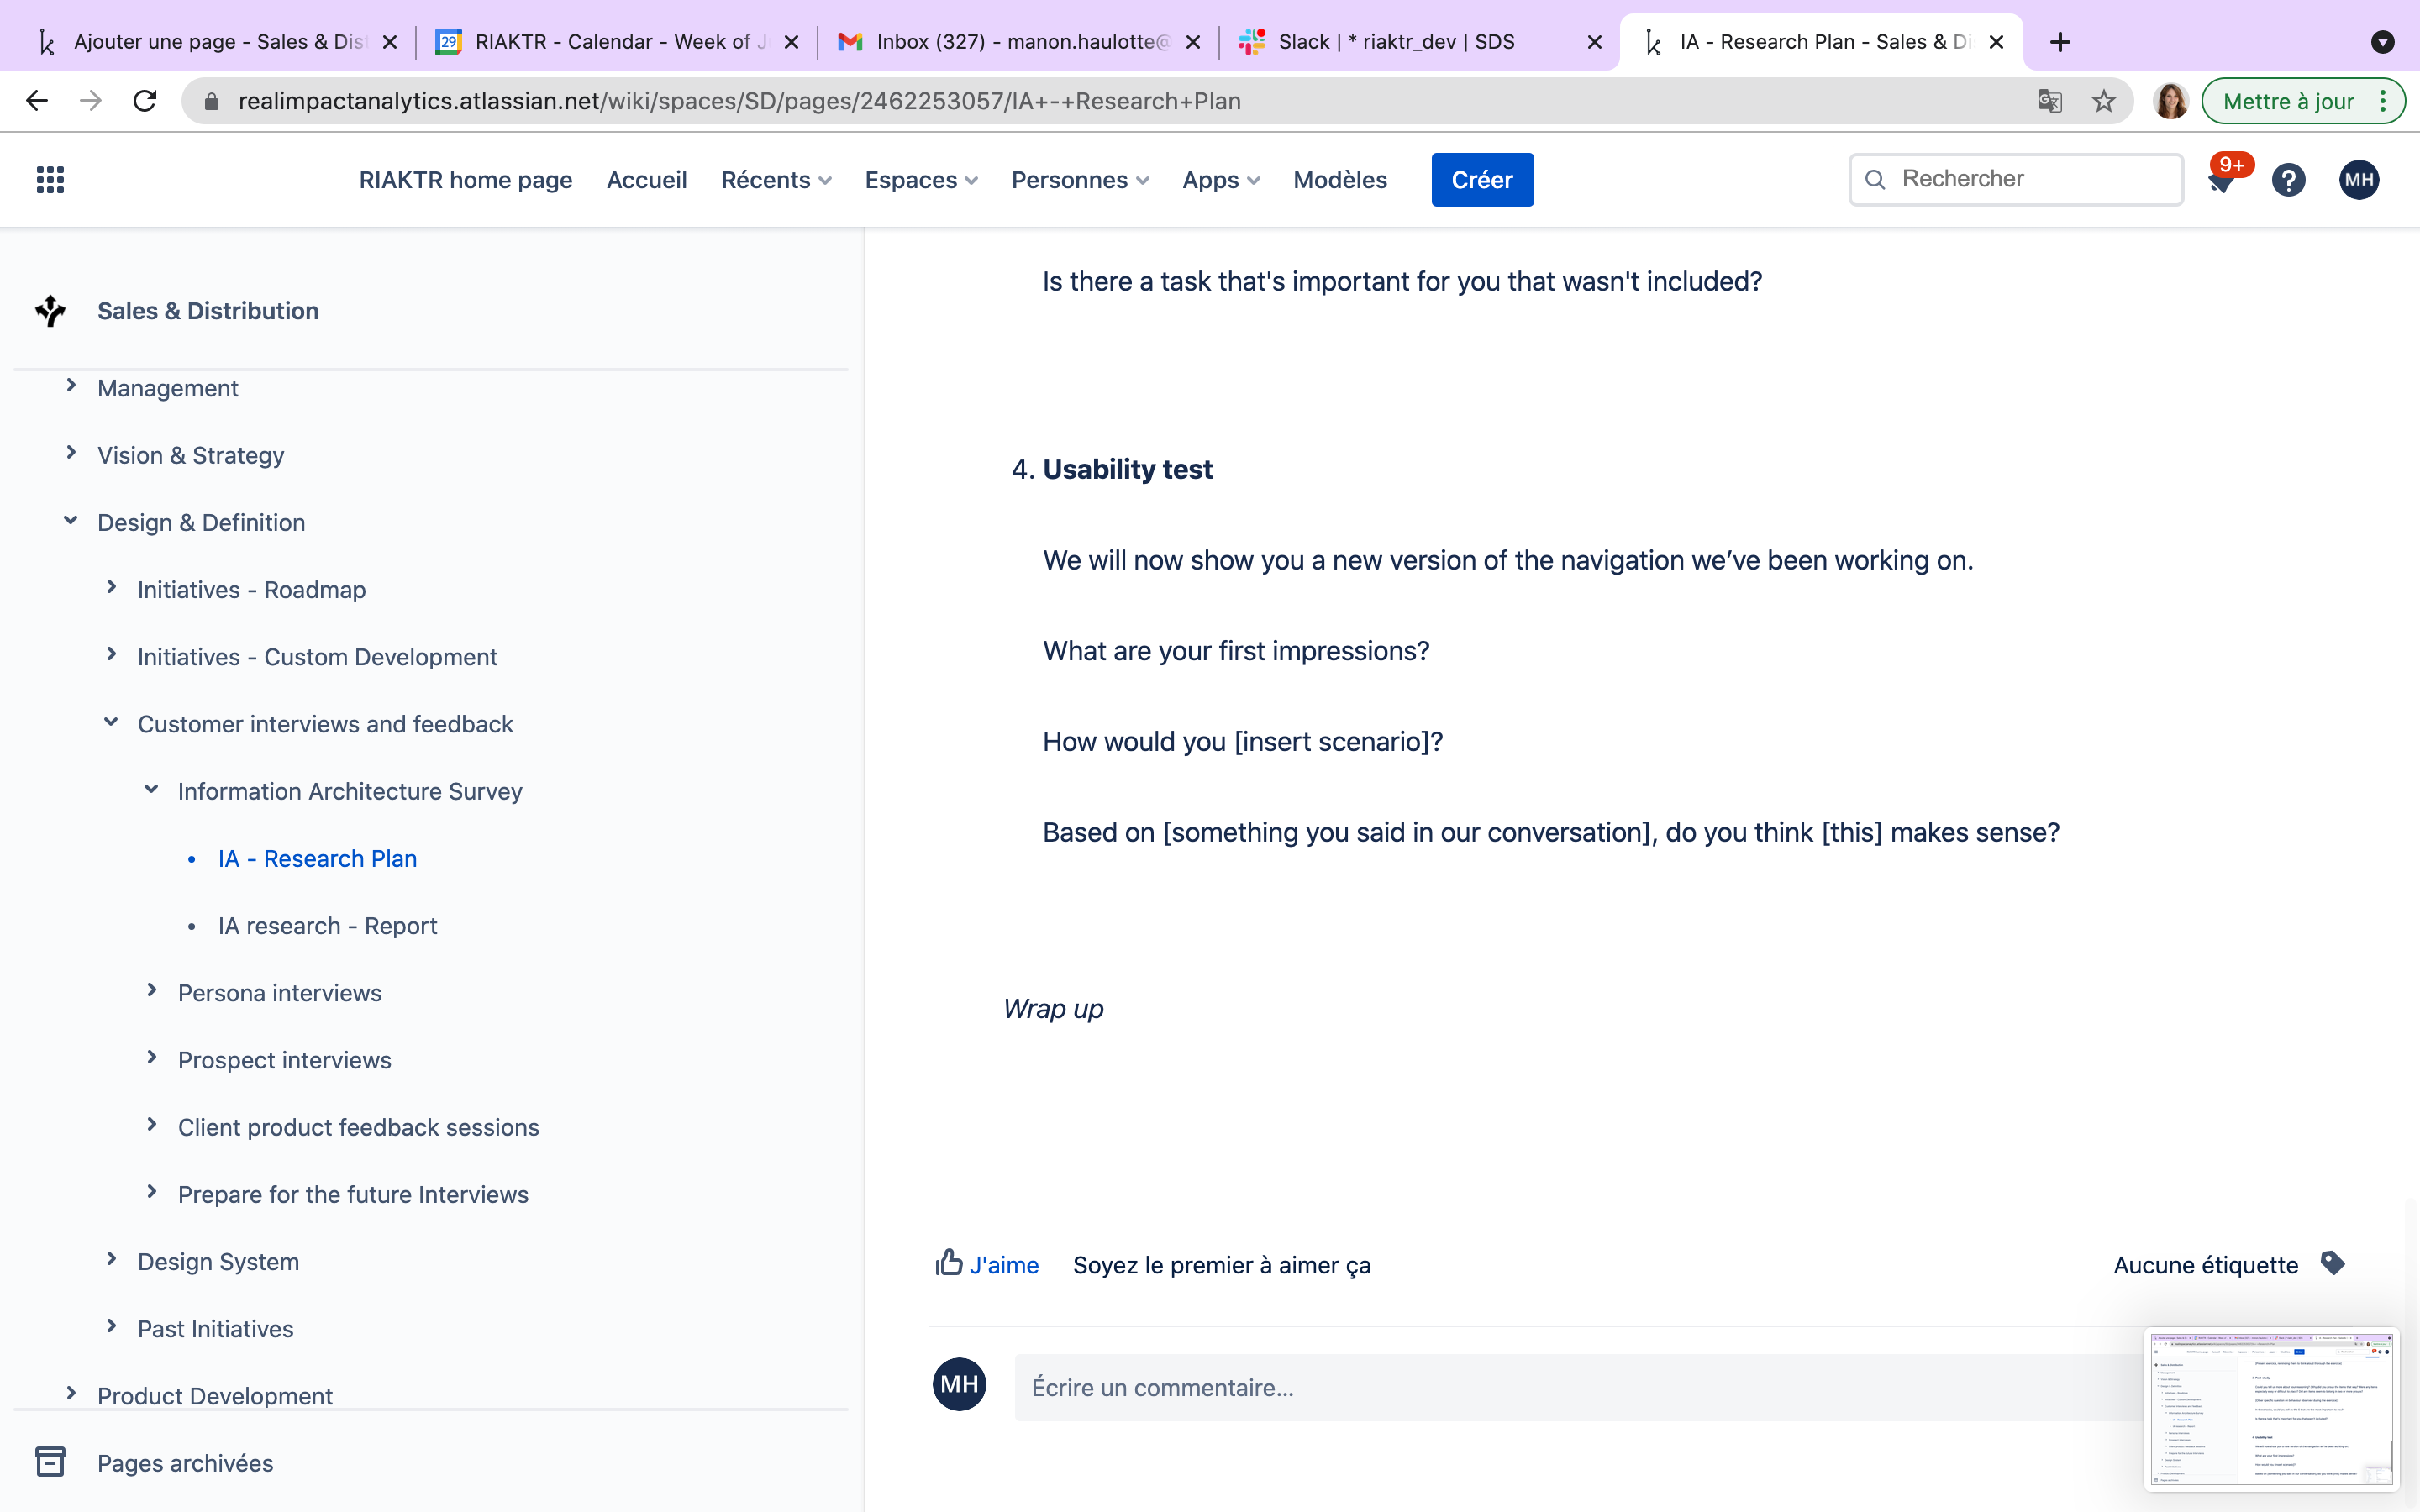 Ajouter une page - Sales & Dis
RIAKTR - Calendar - Week of J
Inbox (327) - manon.haulotte@
Slack | * riaktr_dev | SDS
IA - Research Plan - Sales & Di
realimpactanalytics.atlassian.net/wiki/spaces/SD/pages/2462253057/IA+-+Research+Plan
Mettre à jour
RIAKTR home page
Accueil
Récents
Espaces
Personnes
Apps
Modèles
Créer
Rechercher
9+
?
MH
Sales & Distribution
Management
Vision & Strategy
Design & Definition
Initiatives - Roadmap
Initiatives - Custom Development
Customer interviews and feedback
Information Architecture Survey
IA - Research Plan
IA research - Report
Persona interviews
Prospect interviews
Client product feedback sessions
Prepare for the future Interviews
Design System
Past Initiatives
Product Development
Pages archivées
Is there a task that's important for you that wasn't included?
4. Usability test
We will now show you a new version of the navigation we’ve been working on.
What are your first impressions?
How would you [insert scenario]?
Based on [something you said in our conversation], do you think [this] makes sense?
Wrap up
J'aime
Soyez le premier à aimer ça
Aucune étiquette
MH
Écrire un commentaire...